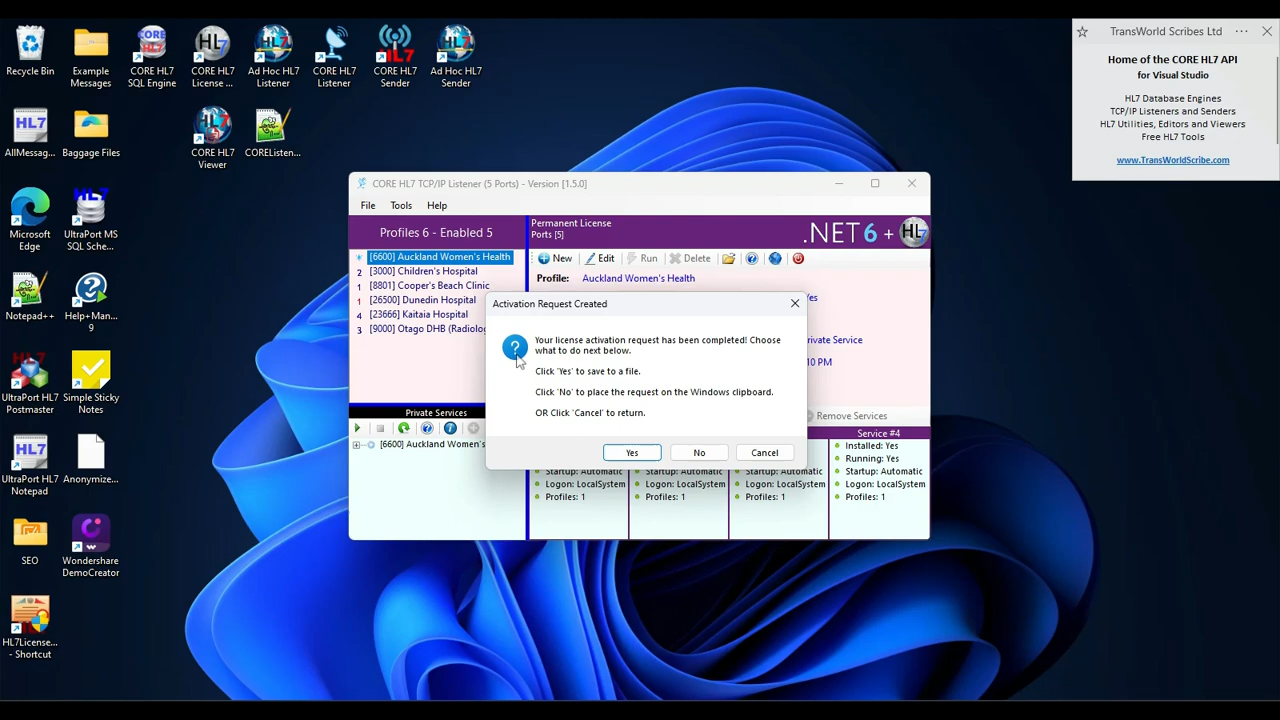 Recycle Bin
Example
Messages
CORE HL7
SQL Engine
CORE HL7
License ...
Ad Hoc HL7
Listener
CORE HL7
Listener
CORE HL7
Sender
Ad Hoc HL7
Sender
AllMessag...
Baggage Files
CORE HL7
Viewer
COREListen...
Microsoft
Edge
UltraPort MS
SQL Sche...
Notepad++
Help+Man...
9
UltraPort HL7
Postmaster
Simple Sticky
Notes
UltraPort HL7
Notepad
Anonymize...
SEO
Wondershare
DemoCreator
HL7License...
- Shortcut
TransWorld Scribes Ltd
Home of the CORE HL7 API
for Visual Studio
HL7 Database Engines
TCP/IP Listeners and Senders
HL7 Utilities, Editors and Viewers
Free HL7 Tools
www.TransWorldScribe.com
CORE HL7 TCP/IP Listener (5 Ports) - Version [1.5.0]
File Tools Help
Profiles 6 - Enabled 5
Permanent License
Ports [5]
.NET 6 + HL7
* [6600] Auckland Women's Health
2 [3000] Children's Hospital
1 [8801] Cooper's Beach Clinic
1 [26500] Dunedin Hospital
4 [23666] Kaitaia Hospital
3 [9000] Otago DHB (Radiolo
New Edit Run Delete
Profile: Auckland Women's Health
rivate Service
10 PM
Activation Request Created
Your license activation request has been completed! Choose
what to do next below.
Click 'Yes' to save to a file.
Click 'No' to place the request on the Windows clipboard.
OR Click 'Cancel' to return.
Yes No Cancel
Private Services
[6600] Auckland Women's
Remove Services
Service #4
Installed: Yes
Running: Yes
Startup: Automatic Startup: Automatic Startup: Automatic Startup: Automatic
Logon: LocalSystem Logon: LocalSystem Logon: LocalSystem Logon: LocalSystem
Profiles: 1 Profiles: 1 Profiles: 1 Profiles: 1